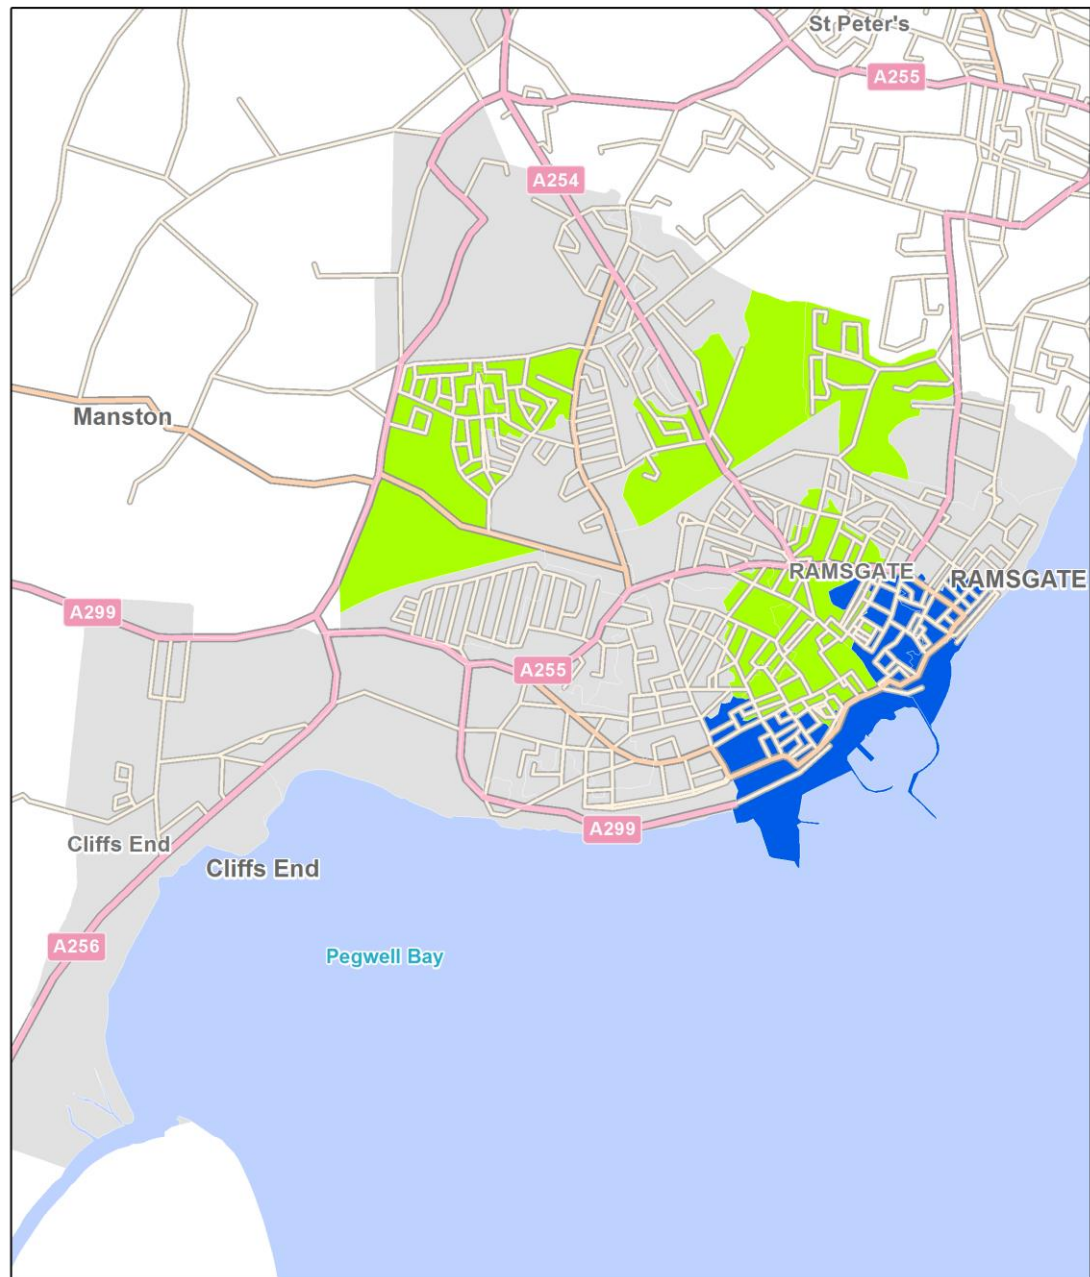 St Peter's
A255
A254
Manston
RAMSGATE
RAMSGATE
A299
A255
A299
Cliffs End
Cliffs End
A256
Pegwell Bay